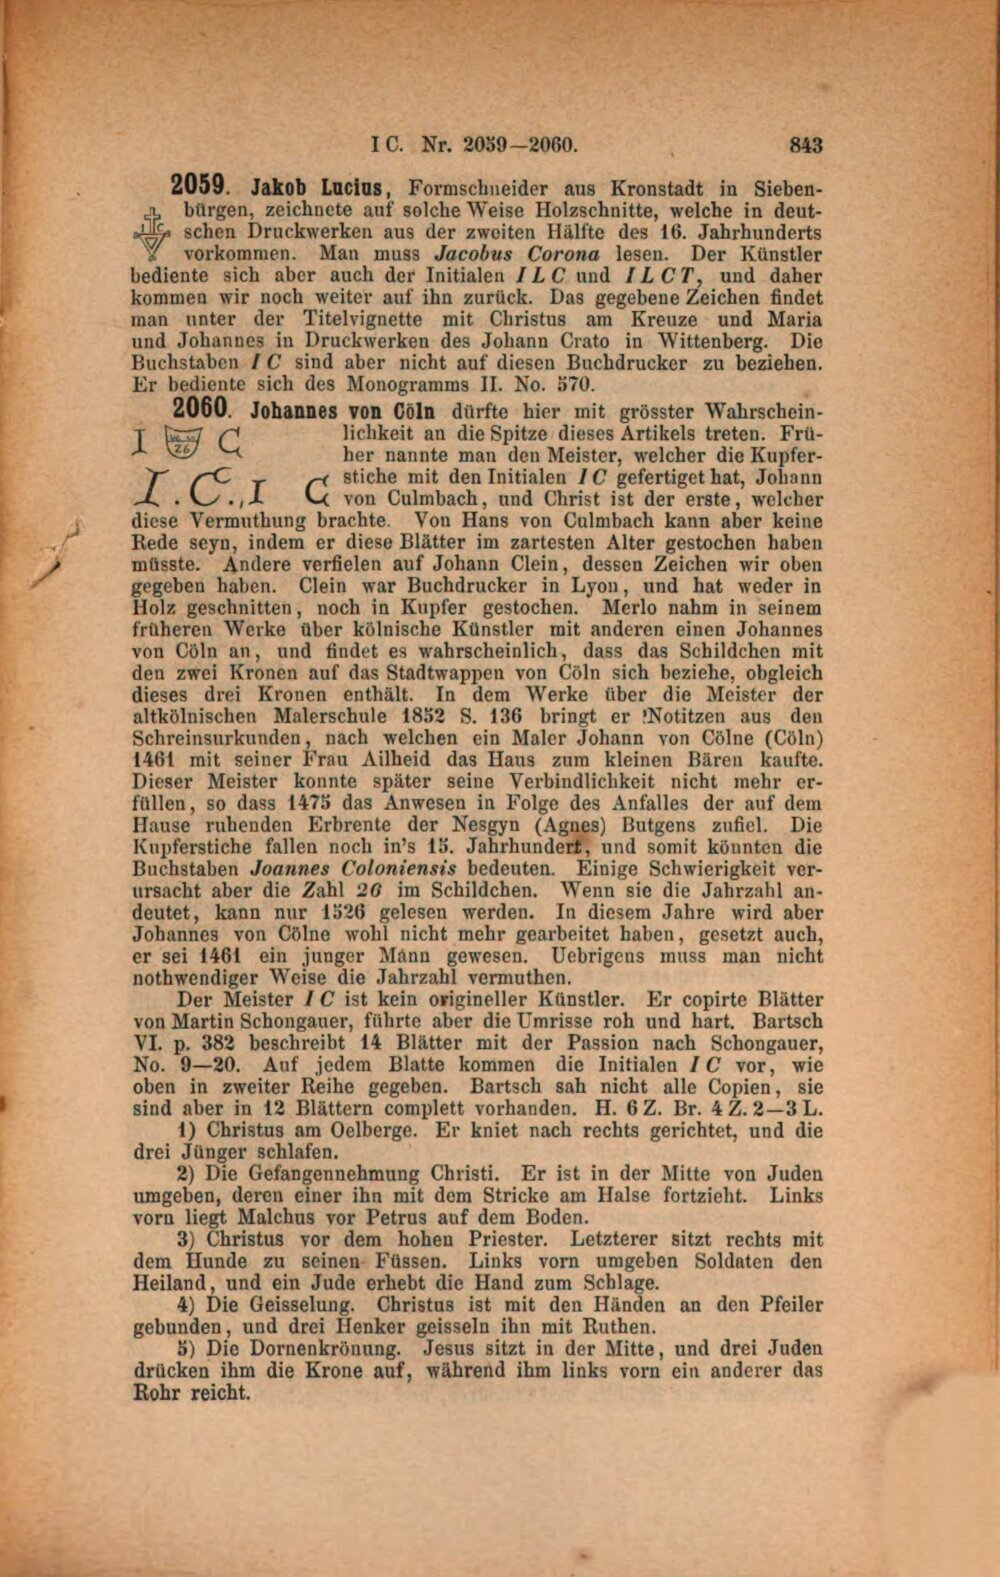 I C. Nr. 2059—2060. 843
2059. Jakob Lucius, Formschneider aus Kronstadt in Sieben-
bürgen, zeichnete auf solche Weise Holzschnitte, welche in deut-
schen Druckwerken aus der zweiten Hälfte des 16. Jahrhunderts
vorkommen. Man muss Jacobus Corona lesen. Der Künstler
bediente sich aber auch der Initialen I L C und I L C T, und daher
kommen wir noch weiter auf ihn zurück. Das gegebene Zeichen findet
man unter der Titelvignette mit Christus am Kreuze und Maria
und Johannes in Druckwerken des Johann Crato in Wittenberg. Die
Buchstaben I C sind aber nicht auf diesen Buchdrucker zu beziehen.
Er bediente sich des Monogramms II. No. 570.
2060. Johannes von Cöln dürfte hier mit grösster Wahrschein-
I 26 C lichkeit an die Spitze dieses Artikels treten. Frü-
her nannte man den Meister, welcher die Kupfer-
I . C . , I C stiche mit den Initialen I C gefertiget hat, Johann
von Culmbach, und Christ ist der erste, welcher
diese Vermuthung brachte. Von Hans von Culmbach kann aber keine
Rede seyn, indem er diese Blätter im zartesten Alter gestochen haben
müsste. Andere verfielen auf Johann Clein, dessen Zeichen wir oben
gegeben haben. Clein war Buchdrucker in Lyon, und hat weder in
Holz geschnitten, noch in Kupfer gestochen. Merlo nahm in seinem
früheren Werke über kölnische Künstler mit anderen einen Johannes
von Cöln an, und findet es wahrscheinlich, dass das Schildchen mit
den zwei Kronen auf das Stadtwappen von Cöln sich beziehe, obgleich
dieses drei Kronen enthält. In dem Werke über die Meister der
altkölnischen Malerschule 1852 S. 136 bringt er Notitzen aus den
Schreinsurkunden, nach welchen ein Maler Johann von Cölne (Cöln)
1461 mit seiner Frau Ailheid das Haus zum kleinen Bären kaufte.
Dieser Meister konnte später seine Verbindlichkeit nicht mehr er-
füllen, so dass 1475 das Anwesen in Folge des Anfalles der auf dem
Hause ruhenden Erbrente der Nesgyn (Agnes) Butgens zufiel. Die
Kupferstiche fallen noch in's 15. Jahrhundert, und somit könnten die
Buchstaben Joannes Coloniensis bedeuten. Einige Schwierigkeit ver-
ursacht aber die Zahl 26 im Schildchen. Wenn sie die Jahrzahl an-
deutet, kann nur 1526 gelesen werden. In diesem Jahre wird aber
Johannes von Cölne wohl nicht mehr gearbeitet haben, gesetzt auch,
er sei 1461 ein junger Mann gewesen. Uebrigens muss man nicht
nothwendiger Weise die Jahrzahl vermuthen.
Der Meister I C ist kein origineller Künstler. Er copirte Blätter
von Martin Schongauer, führte aber die Umrisse roh und hart. Bartsch
VI. p. 382 beschreibt 14 Blätter mit der Passion nach Schongauer,
No. 9—20. Auf jedem Blatte kommen die Initialen I C vor, wie
oben in zweiter Reihe gegeben. Bartsch sah nicht alle Copien, sie
sind aber in 12 Blättern complett vorhanden. H. 6 Z. Br. 4 Z. 2—3 L.
1) Christus am Oelberge. Er kniet nach rechts gerichtet, und die
drei Jünger schlafen.
2) Die Gefangennehmung Christi. Er ist in der Mitte von Juden
umgeben, deren einer ihn mit dem Stricke am Halse fortzieht. Links
vorn liegt Malchus vor Petrus auf dem Boden.
3) Christus vor dem hohen Priester. Letzterer sitzt rechts mit
dem Hunde zu seinen Füssen. Links vorn umgeben Soldaten den
Heiland, und ein Jude erhebt die Hand zum Schlage.
4) Die Geisselung. Christus ist mit den Händen an den Pfeiler
gebunden, und drei Henker geisseln ihn mit Ruthen.
5) Die Dornenkrönung. Jesus sitzt in der Mitte, und drei Juden
drücken ihm die Krone auf, während ihm links vorn ein anderer das
Rohr reicht.